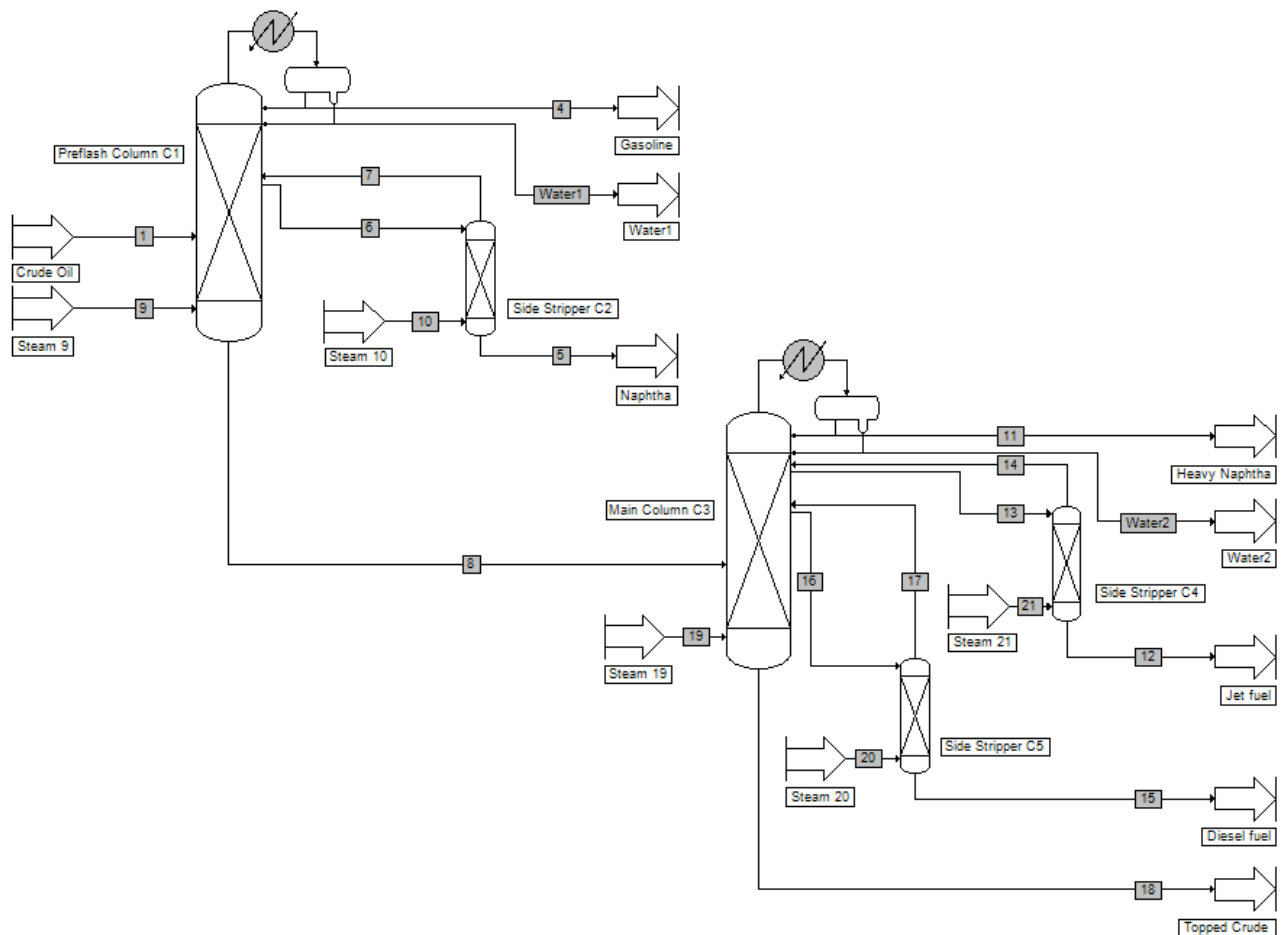 4
Gasoline
Preflash Column C1
7
Water1
6
Water1
1
Crude Oil
9
Steam 9
10
Steam 10
Side Stripper C2
5
Naphtha
11
Heavy Naphtha
14
13
Main Column C3
Water2
Water2
8
16
17
Side Stripper C4
21
Steam 21
19
Steam 19
12
Jet fuel
Side Stripper C5
20
Steam 20
15
Diesel fuel
18
Topped Crude